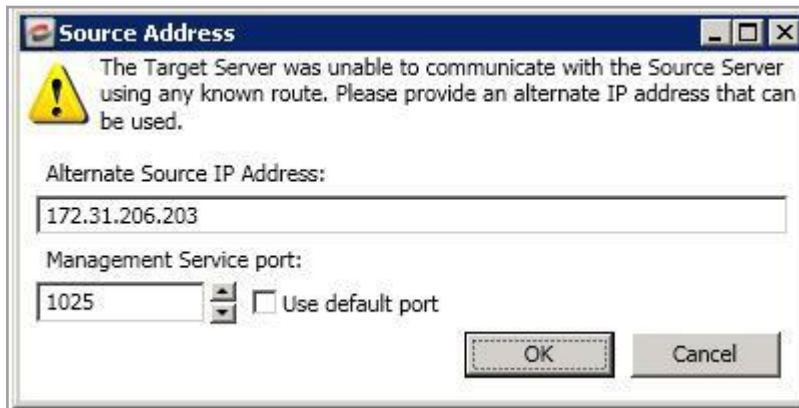 Source Address
The Target Server was unable to communicate with the Source Server
using any known route. Please provide an alternate IP address that can
be used.
Alternate Source IP Address:
172.31.206.203
Management Service port:
1025
Use default port
OK Cancel